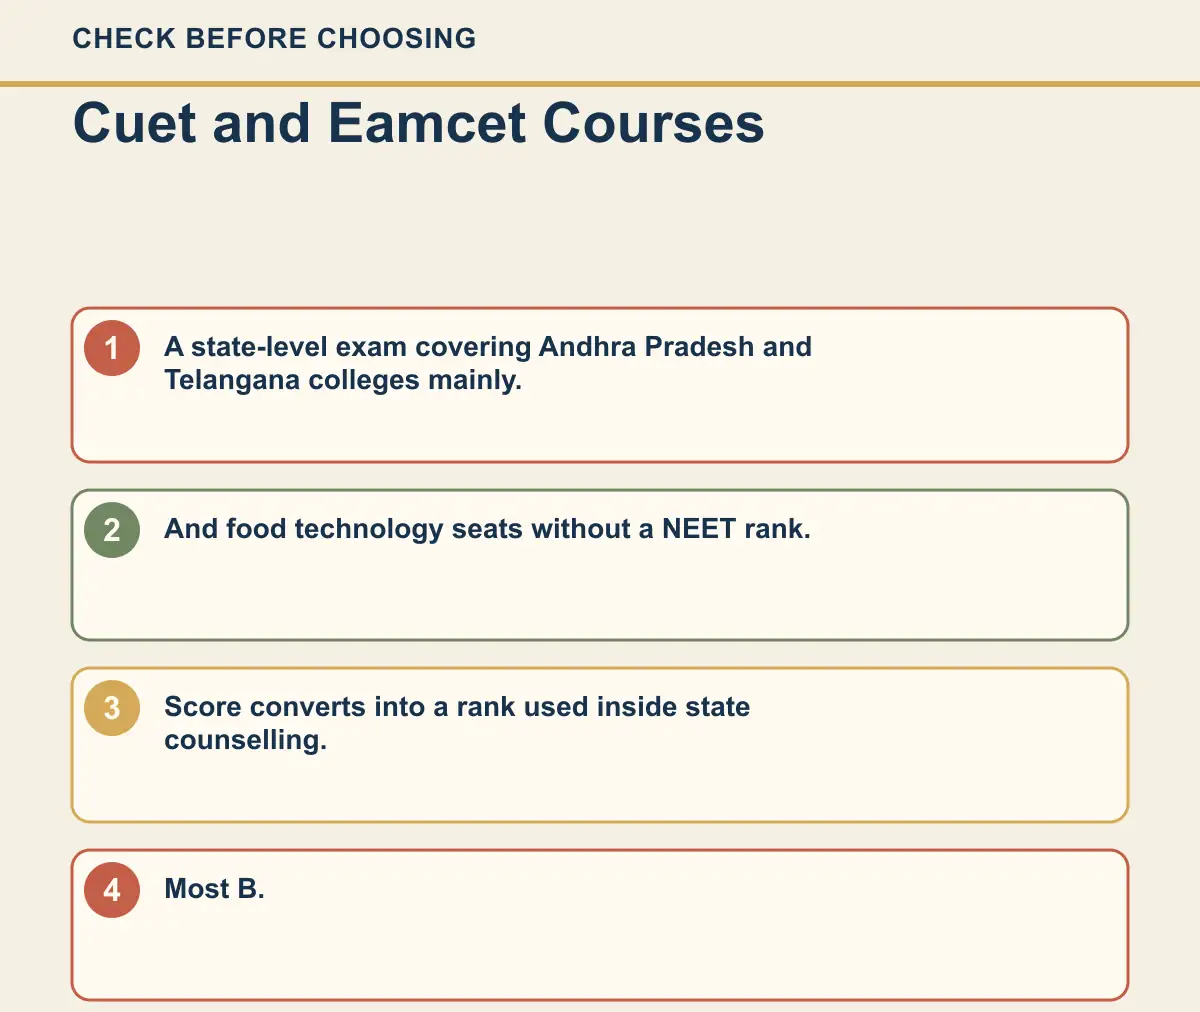 CHECK BEFORE CHOOSING
Cuet and Eamcet Courses
1
A state-level exam covering Andhra Pradesh and
Telangana colleges mainly.
2
And food technology seats without a NEET rank.
3
Score converts into a rank used inside state
counselling.
4
Most B.